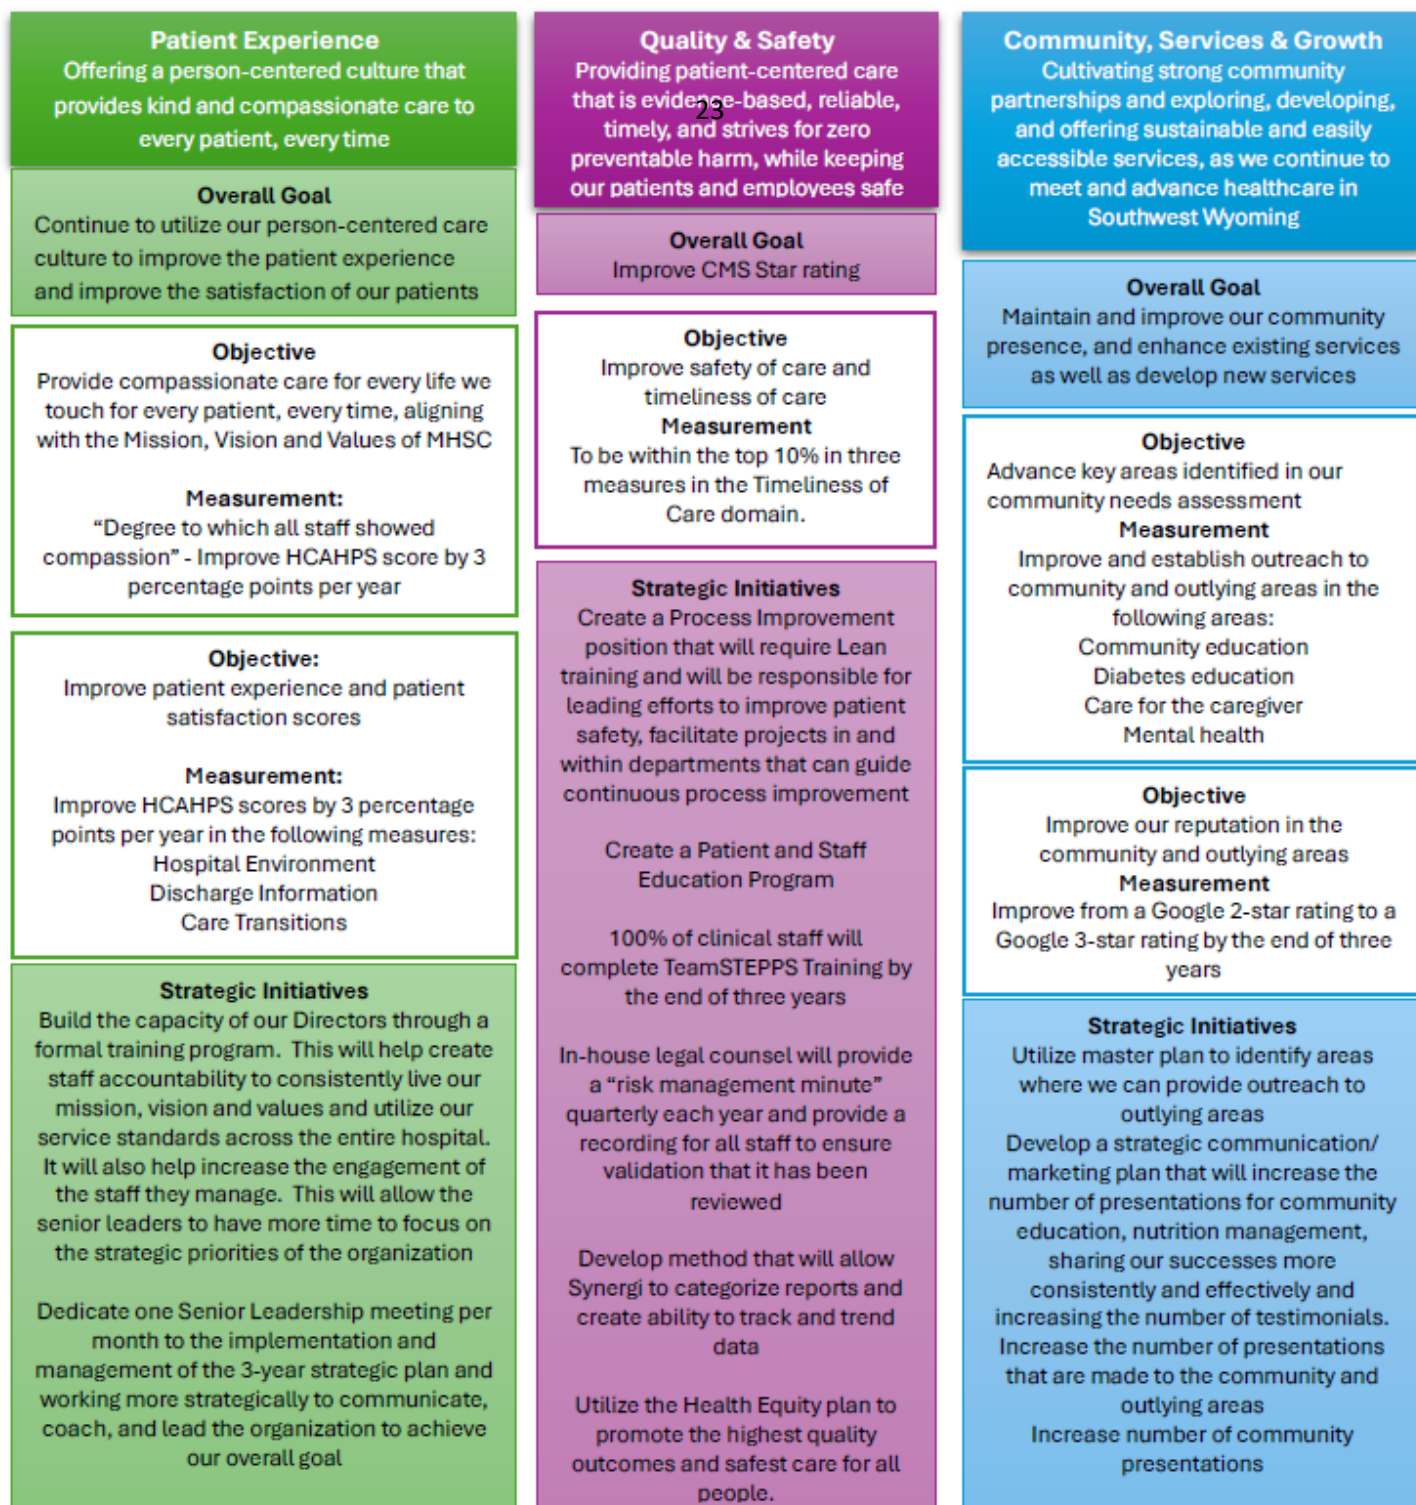 Patient Experience
Offering a person-centered culture that
provides kind and compassionate care to
every patient, every time
Overall Goal
Continue to utilize our person-centered care
culture to improve the patient experience
and improve the satisfaction of our patients
Objective
Provide compassionate care for every life we
touch for every patient, every time, aligning
with the Mission, Vision and Values of MHSC
Measurement:
“Degree to which all staff showed
compassion” - Improve HCAHPS score by 3
percentage points per year
Objective:
Improve patient experience and patient
satisfaction scores
Measurement:
Improve HCAHPS scores by 3 percentage
points per year in the following measures:
Hospital Environment
Discharge Information
Care Transitions
Strategic Initiatives
Build the capacity of our Directors through a
formal training program. This will help create
staff accountability to consistently live our
mission, vision and values and utilize our
service standards across the entire hospital.
It will also help increase the engagement of
the staff they manage. This will allow the
senior leaders to have more time to focus on
the strategic priorities of the organization
Dedicate one Senior Leadership meeting per
month to the implementation and
management of the 3-year strategic plan and
working more strategically to communicate,
coach, and lead the organization to achieve
our overall goal
Quality & Safety
Providing patient-centered care
that is evidence-based, reliable,
23
timely, and strives for zero
preventable harm, while keeping
our patients and employees safe
Overall Goal
Improve CMS Star rating
Objective
Improve safety of care and
timeliness of care
Measurement
To be within the top 10% in three
measures in the Timeliness of
Care domain.
Strategic Initiatives
Create a Process Improvement
position that will require Lean
training and will be responsible for
leading efforts to improve patient
safety, facilitate projects in and
within departments that can guide
continuous process improvement
Create a Patient and Staff
Education Program
100% of clinical staff will
complete TeamSTEPPS Training by
the end of three years
In-house legal counsel will provide
a “risk management minute”
quarterly each year and provide a
recording for all staff to ensure
validation that it has been
reviewed
Develop method that will allow
Synergi to categorize reports and
create ability to track and trend
data
Utilize the Health Equity plan to
promote the highest quality
outcomes and safest care for all
people.
Community, Services & Growth
Cultivating strong community
partnerships and exploring, developing,
and offering sustainable and easily
accessible services, as we continue to
meet and advance healthcare in
Southwest Wyoming
Overall Goal
Maintain and improve our community
presence, and enhance existing services
as well as develop new services
Objective
Advance key areas identified in our
community needs assessment
Measurement
Improve and establish outreach to
community and outlying areas in the
following areas:
Community education
Diabetes education
Care for the caregiver
Mental health
Objective
Improve our reputation in the
community and outlying areas
Measurement
Improve from a Google 2-star rating to a
Google 3-star rating by the end of three
years
Strategic Initiatives
Utilize master plan to identify areas
where we can provide outreach to
outlying areas
Develop a strategic communication/
marketing plan that will increase the
number of presentations for community
education, nutrition management,
sharing our successes more
consistently and effectively and
increasing the number of testimonials.
Increase the number of presentations
that are made to the community and
outlying areas
Increase number of community
presentations